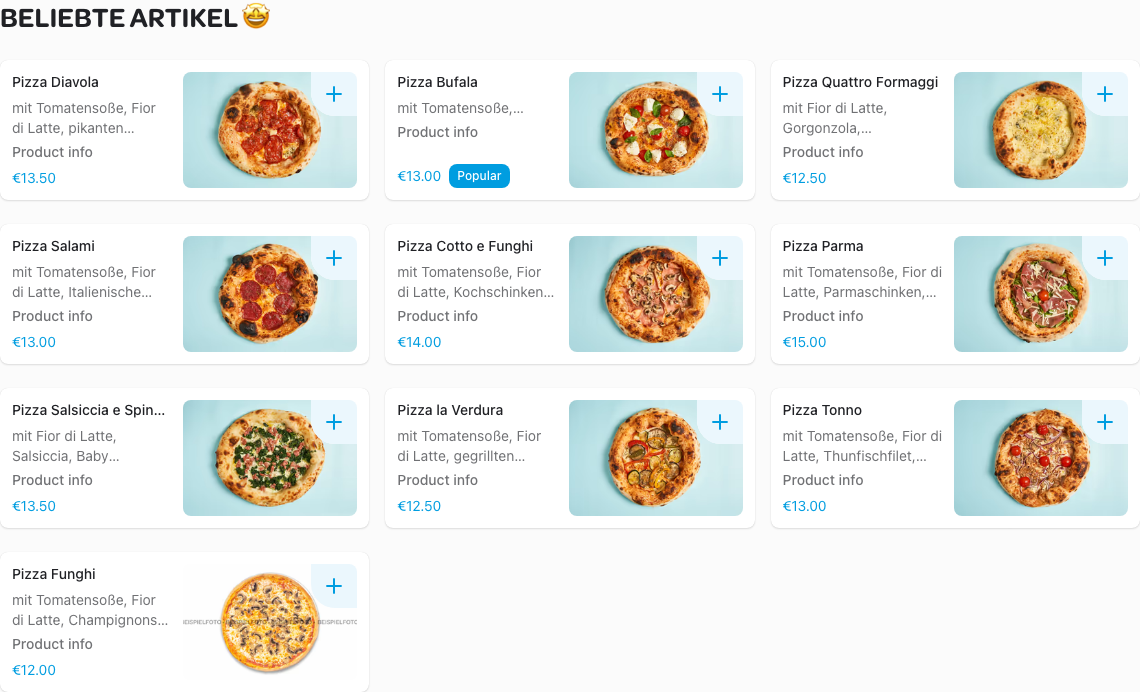 BELIEBTE ARTIKEL 🤩
Pizza Diavola
mit Tomatensoße, Fior
di Latte, pikanten...
Product info
€13.50
Pizza Bufala
mit Tomatensoße,...
Product info
€13.00 Popular
Pizza Quattro Formaggi
mit Fior di Latte,
Gorgonzola,...
Product info
€12.50
Pizza Salami
mit Tomatensoße, Fior
di Latte, Italienische...
Product info
€13.00
Pizza Cotto e Funghi
mit Tomatensoße, Fior
di Latte, Kochschinken...
Product info
€14.00
Pizza Parma
mit Tomatensoße, Fior di
Latte, Parmaschinken,...
Product info
€15.00
Pizza Salsiccia e Spin...
mit Fior di Latte,
Salsiccia, Baby...
Product info
€13.50
Pizza la Verdura
mit Tomatensoße, Fior
di Latte, gegrillten...
Product info
€12.50
Pizza Tonno
mit Tomatensoße, Fior di
Latte, Thunfischfilet,...
Product info
€13.00
Pizza Funghi
mit Tomatensoße, Fior
di Latte, Champignons...
Product info
€12.00